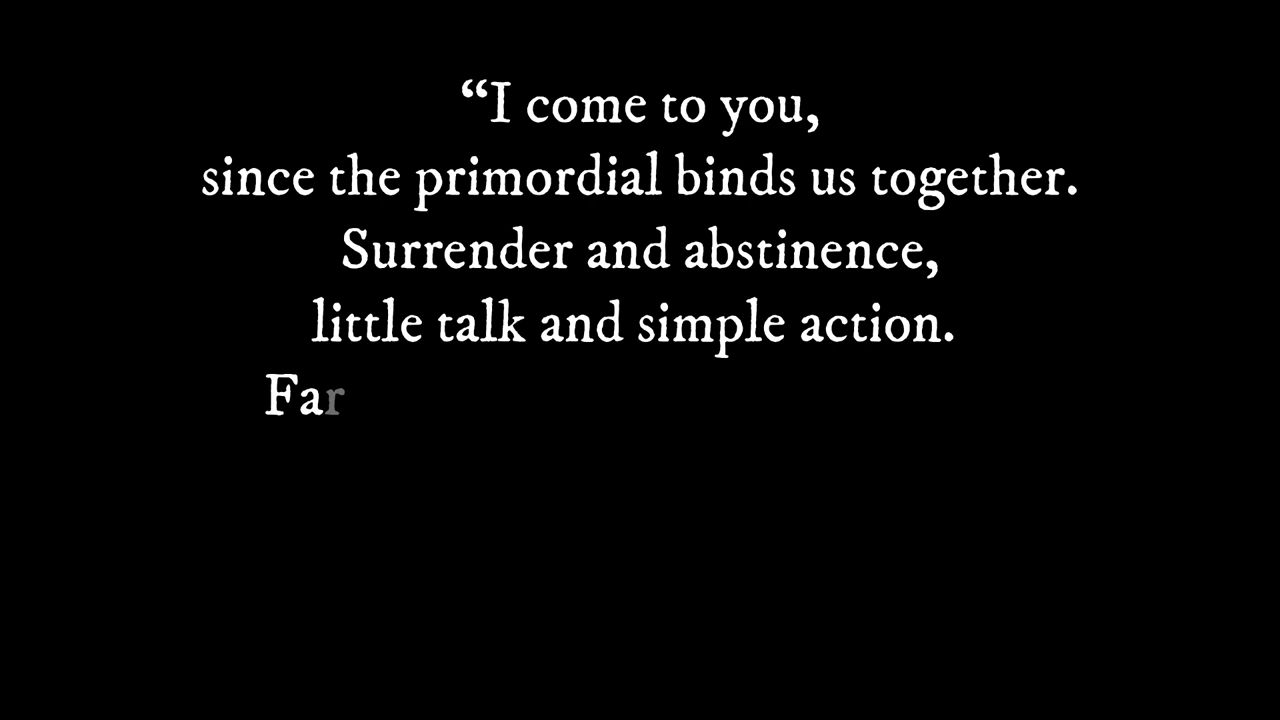 “I come to you,
since the primordial binds us together.
Surrender and abstinence,
little talk and simple action.
Far